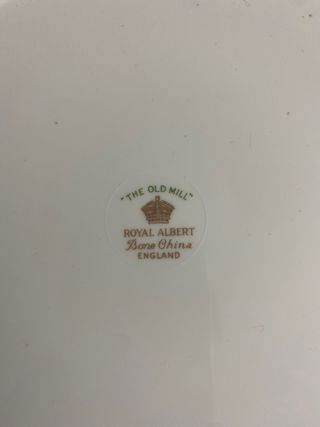 "THE OLD MILL"
ROYAL ALBERT
Bone China
ENGLAND